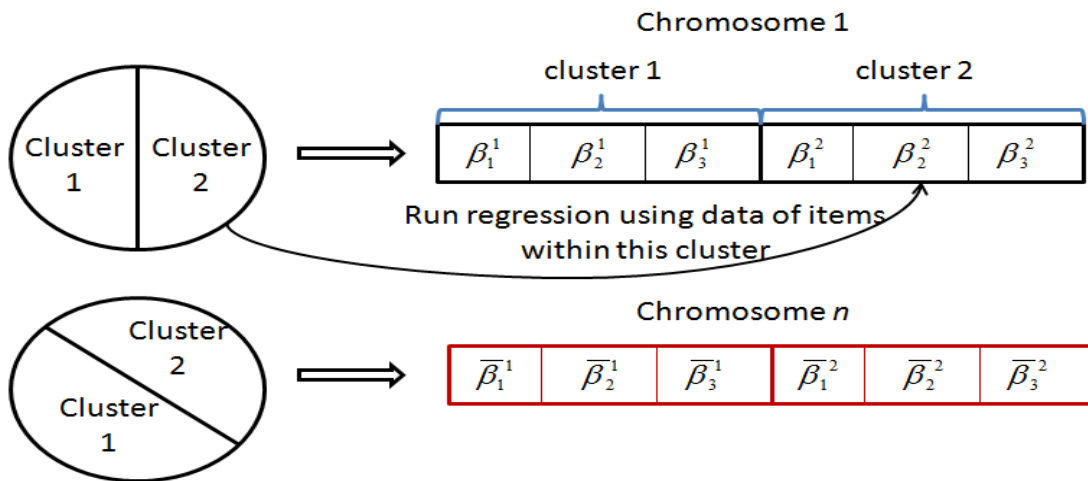 Chromosome 1
cluster 1 cluster 2
Cluster 1
Cluster 2
β₁¹ β₂¹ β₃¹ β₁² β₂² β₃²
Run regression using data of items
within this cluster
Chromosome n
Cluster 2
Cluster 1
β̅₁¹ β̅₂¹ β̅₃¹ β̅₁² β̅₂² β̅₃²